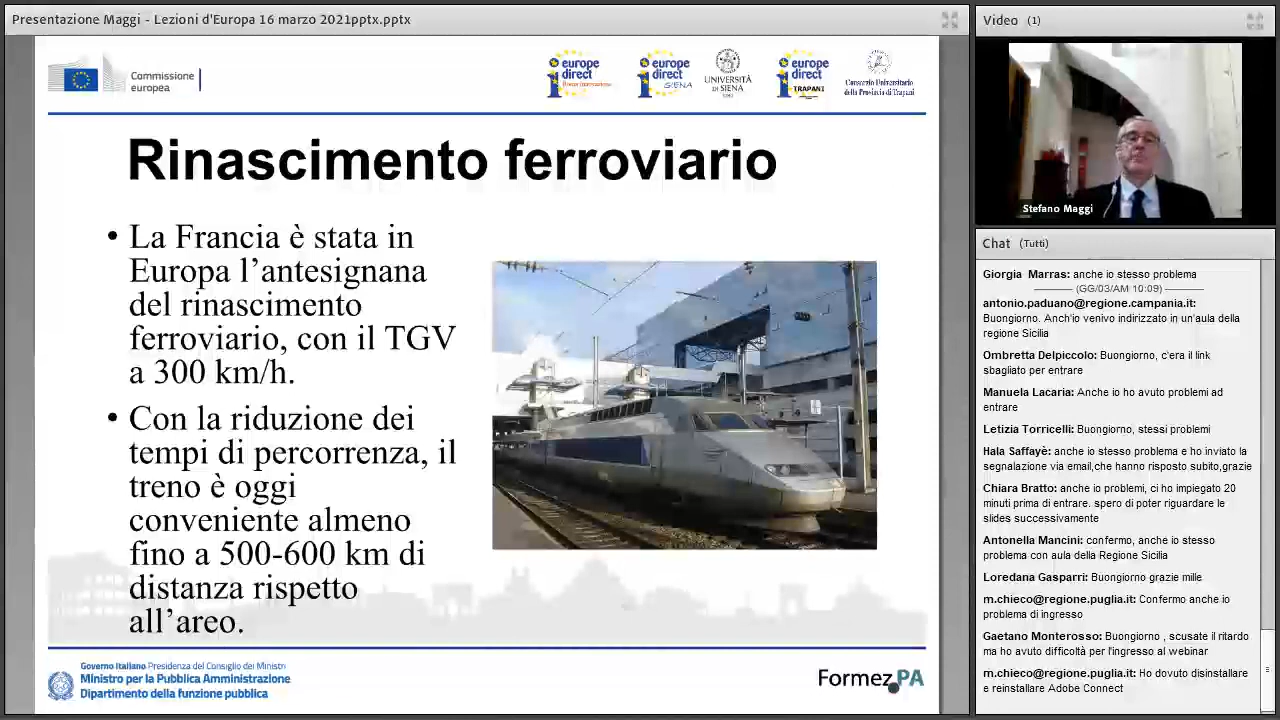 Presentazione Maggi - Lezioni d'Europa 16 marzo 2021pptx.pptx
Commissione
europea
europe
direct
europe
direct
SIENA
UNIVERSITÀ
DI SIENA
europe
direct
TRAPANI
Consorzio Universitario
della Provincia di Trapani
Rinascimento ferroviario
• La Francia è stata in
Europa l'antesignana
del rinascimento
ferroviario, con il TGV
a 300 km/h.
• Con la riduzione dei
tempi di percorrenza, il
treno è oggi
conveniente almeno
fino a 500-600 km di
distanza rispetto
all'areo.
Governo Italiano Presidenza del Consiglio dei Ministri
Ministro per la Pubblica Amministrazione
Dipartimento della funzione pubblica
Formez PA
Video (1)
Stefano Maggi
Chat (Tutti)
Giorgia Marras: anche io stesso problema
(GG/03/AM 10:09)
antonio.paduano@regione.campania.it:
Buongiorno. Anch'io venivo indirizzato in un'aula della
regione Sicilia
Ombretta Delpiccolo: Buongiorno, c'era il link
sbagliato per entrare
Manuela Lacaria: Anche io ho avuto problemi ad
entrare
Letizia Torricelli: Buongiorno, stessi problemi
Hala Saffayè: anche io stesso problema e ho inviato la
segnalazione via email,che hanno risposto subito,grazie
Chiara Bratto: anche io problemi, ci ho impiegato 20
minuti prima di entrare. spero di poter riguardare le
slides successivamente
Antonella Mancini: confermo, anche io stesso
problema con aula della Regione Sicilia
Loredana Gasparri: Buongiorno grazie mille
m.chieco@regione.puglia.it: Confermo anche io
problema di ingresso
Gaetano Monterosso: Buongiorno , scusate il ritardo
ma ho avuto difficoltà per l'ingresso al webinar
m.chieco@regione.puglia.it: Ho dovuto disinstallare
e reinstallare Adobe Connect